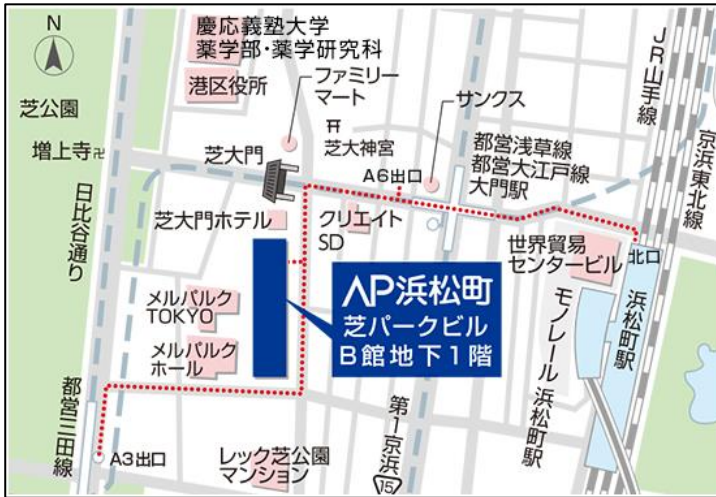 N
慶応義塾大学
薬学部・薬学研究科
港区役所
ファミリー
マート
サンクス
JR山手線
京浜東北線
芝公園
増上寺卍
芝大門
芝大神宮
A6出口
都営浅草線
都営大江戸線
大門駅
日比谷通り
芝大門ホテル
クリエイト
SD
世界貿易
センタービル
北口
AP浜松町
芝パークビル
B館地下1階
メルパルク
TOKYO
メルパルク
ホール
モノレール浜松町駅
浜松町駅
都営三田線
A3出口
レック芝公園
マンション
第1京浜
15